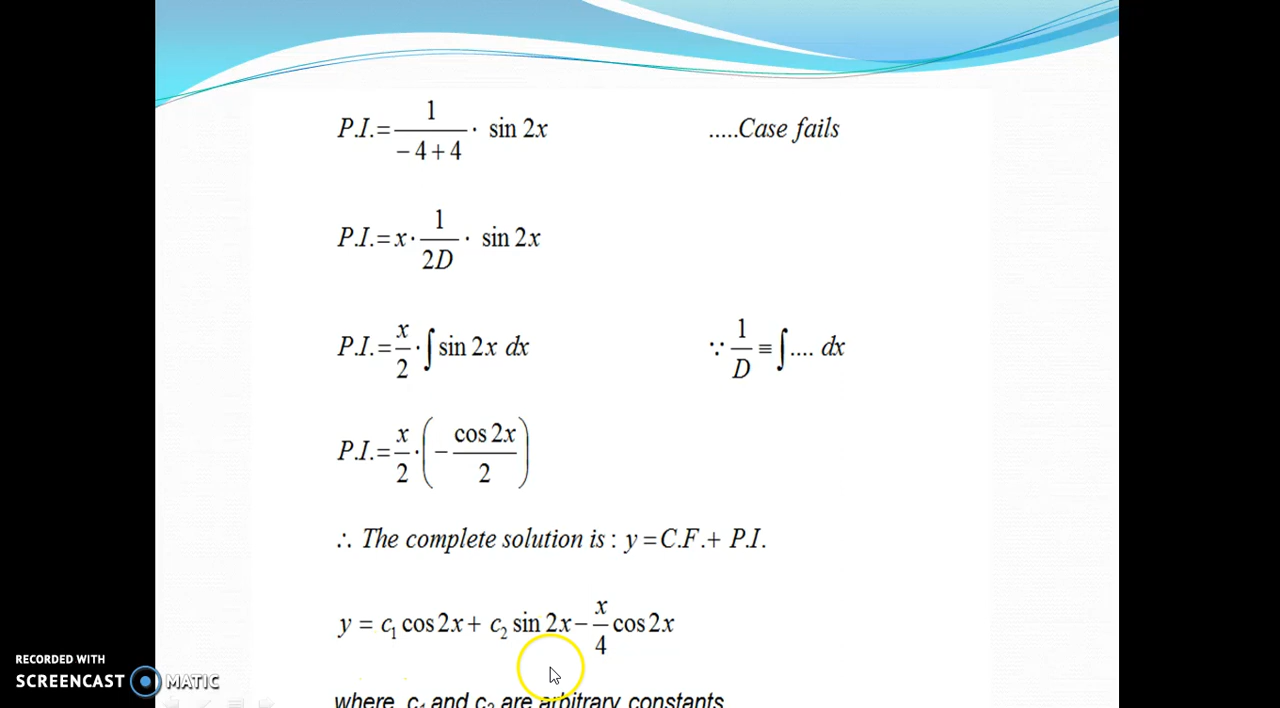 P.I.= 1/(−4+4) · sin 2x .....Case fails
P.I.= x · 1/(2D) · sin 2x
P.I.= x/2 · ∫ sin 2x dx ∵ 1/D ≡ ∫ .... dx
P.I.= x/2 · (− cos 2x/2)
∴ The complete solution is : y = C.F.+ P.I.
y = c₁ cos 2x + c₂ sin 2x − x/4 cos 2x
where c₁ and c₂ are arbitrary constants
RECORDED WITH
SCREENCAST MATIC